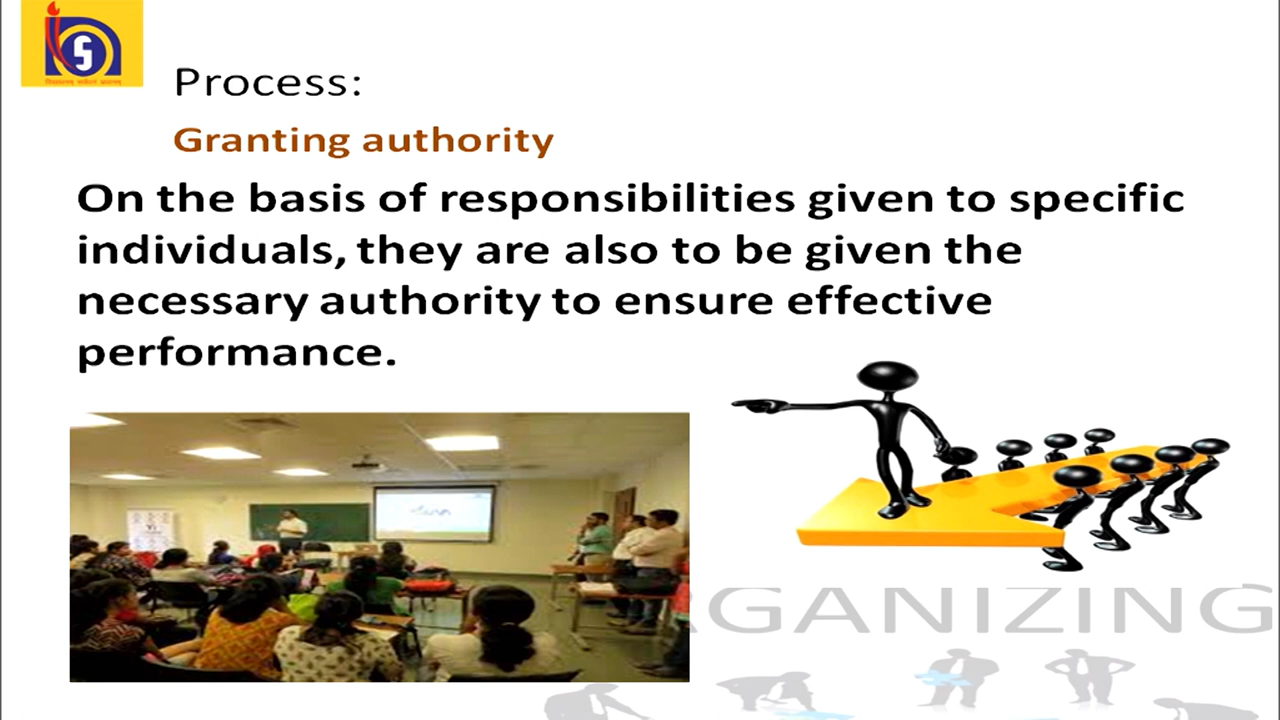 Process:
Granting authority
On the basis of responsibilities given to specific
individuals, they are also to be given the
necessary authority to ensure effective
performance.
RGANIZING